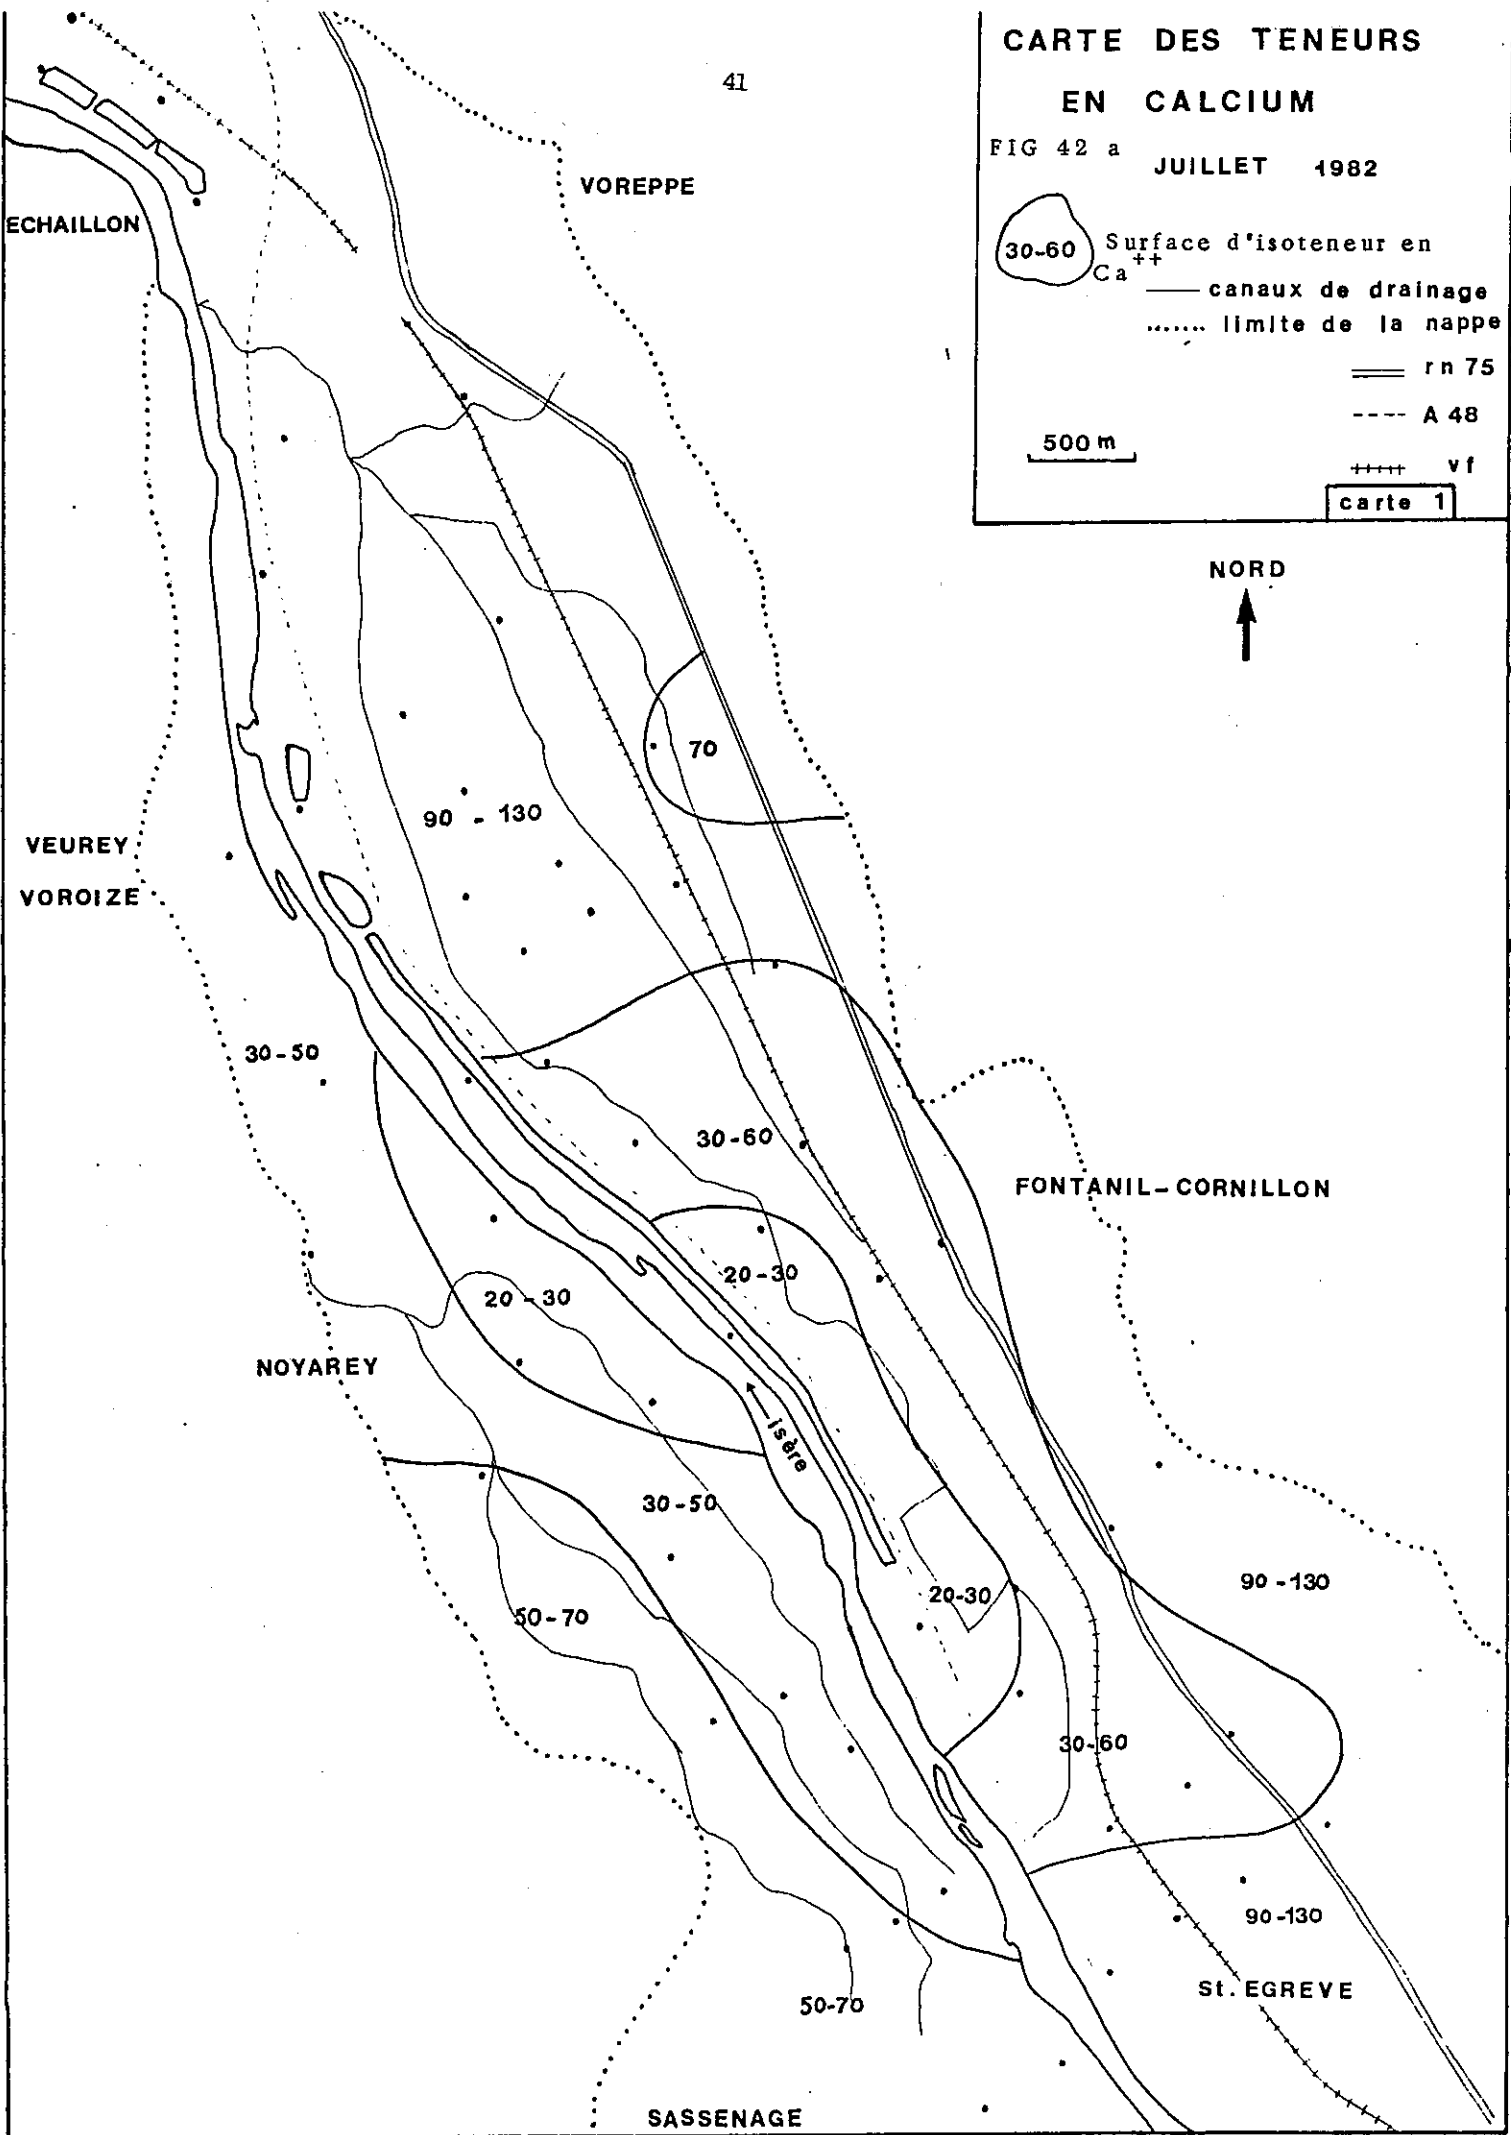 41
CARTE DES TENEURS
EN CALCIUM
FIG 42 a
JUILLET 1982
30-60
Surface d'isoteneur en
Ca++
canaux de drainage
limite de la nappe
rn 75
A 48
500 m
vf
carte 1
NORD
VOREPPE
ECHAILLON
70
90 - 130
VEUREY
VOROIZE
30-50
30-60
FONTANIL-CORNILLON
20-30
20-30
NOYAREY
isère
30-50
90-130
20-30
50-70
30-60
90-130
St. EGREVE
50-70
SASSENAGE